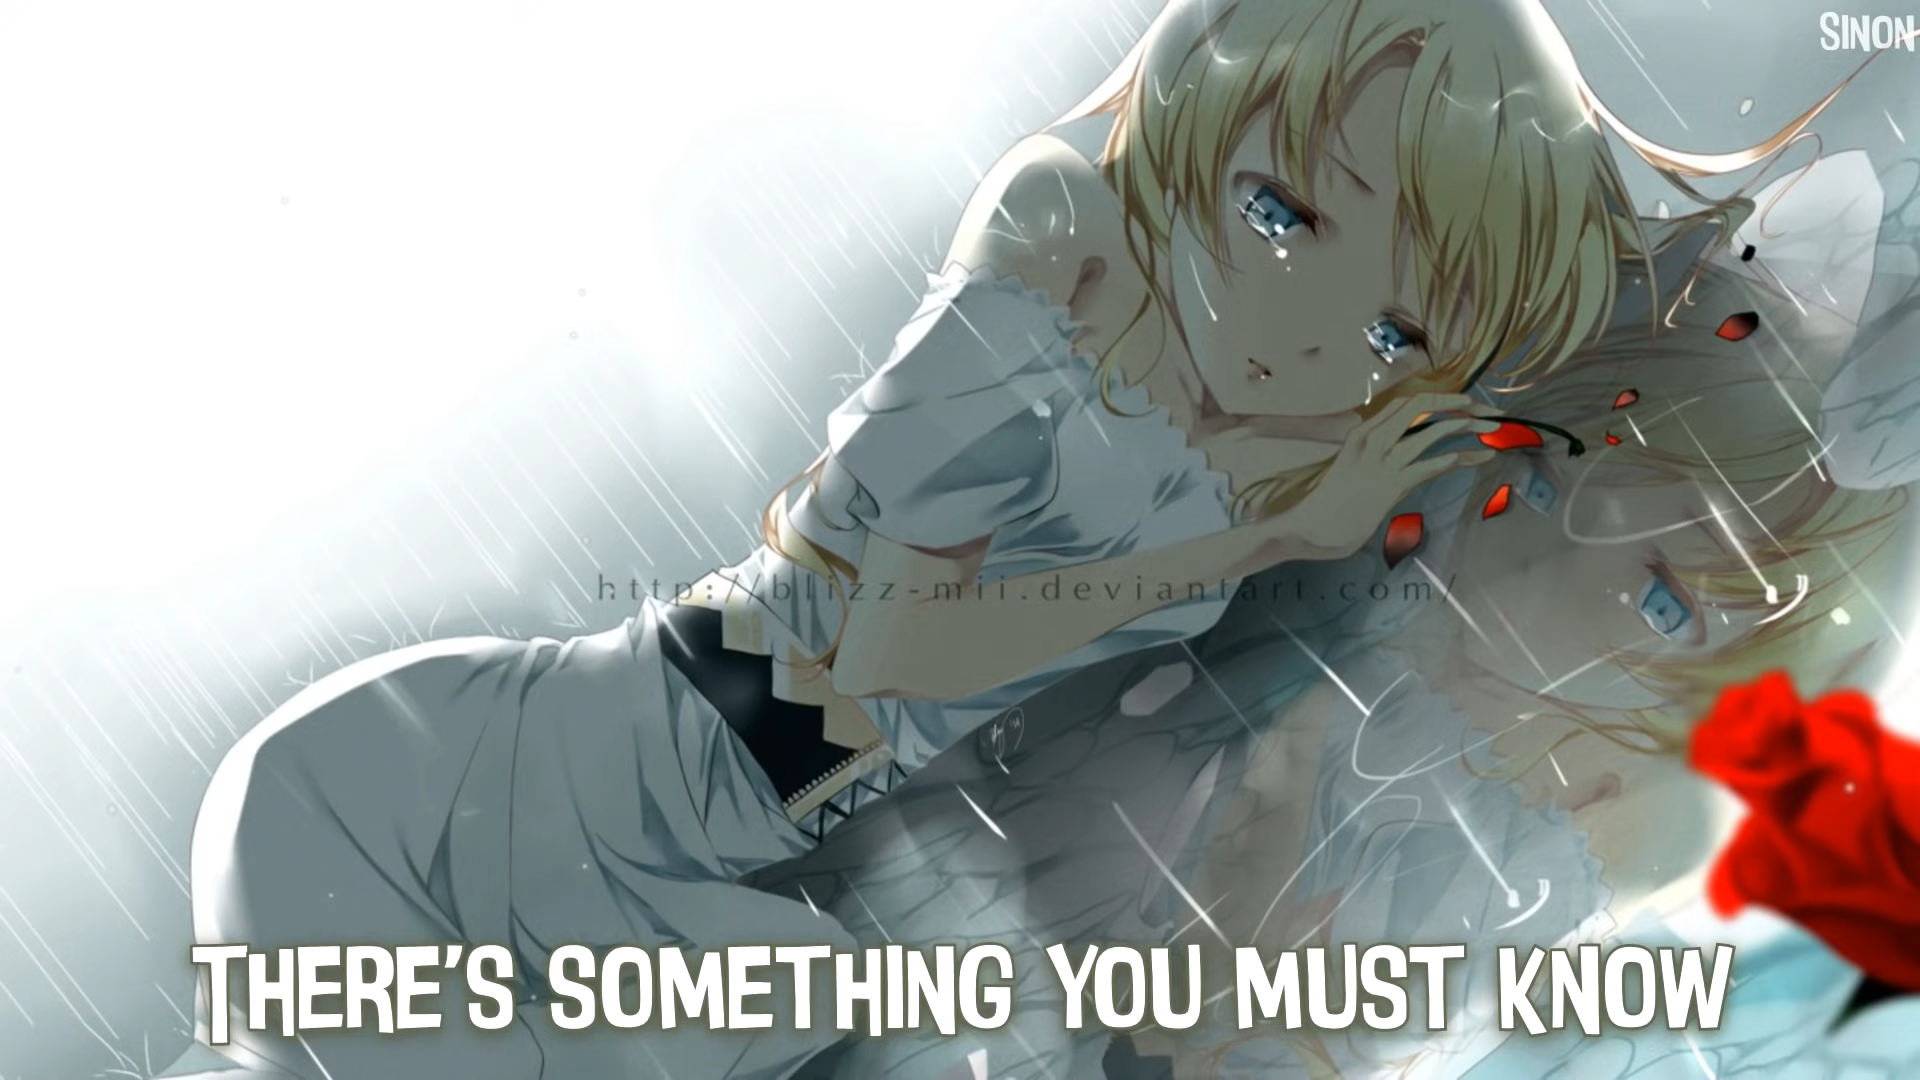 SINON
http://blizz-mii.deviantart.com/
THERE'S SOMETHING YOU MUST KNOW